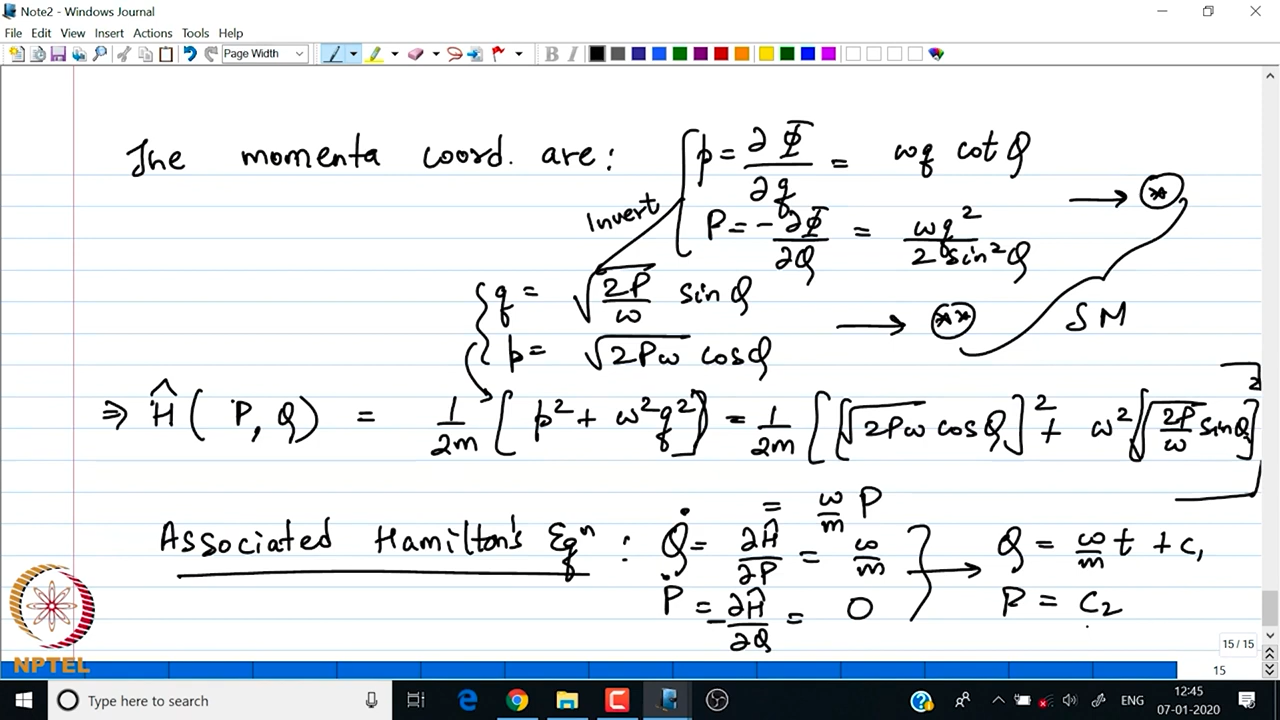 Note2 - Windows Journal
File Edit View Insert Actions Tools Help
Page Width
B I
The momenta coord. are : p = ∂Φ/∂q = ωq cot Q
P = -∂Φ/∂Q = ωq²/2 sin²Q → (*)
Invert
q = √(2P/ω) sin Q
p = √(2Pω) cos Q → (**) SM
⇒ Ĥ(P, Q) = 1/2m [p² + ω²q²] = 1/2m [[√(2Pω) cos Q]² + ω²[√(2P/ω) sin Q]²]
= ω/m P
Associated Hamilton's Eqⁿ : Q̇ = ∂Ĥ/∂P = ω/m → Q = ω/m t + c₁
Ṗ = -∂Ĥ/∂Q = 0 P = C₂
NPTEL
15 / 15
15
Type here to search
ENG
12:45
07-01-2020